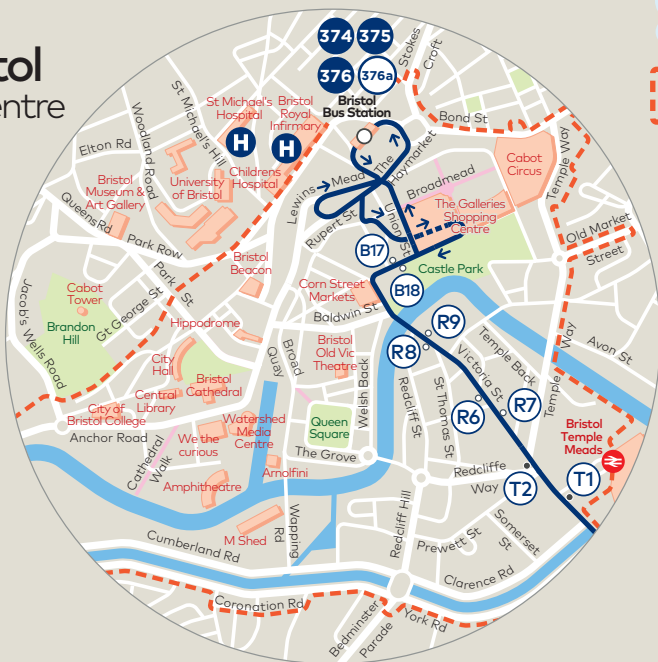 tol
entre
374
375
376
376a
Bristol
Bus Station
Stokes
Croft
Bond St
St Michael's
Hospital
Bristol
Royal
Infirmary
H
H
Childrens
Hospital
St Michael's Hill
Woodland Road
Elton Rd
University
of Bristol
Bristol
Museum &
Art Gallery
Queens Rd
Park Row
Park St
Lewins Mead
The Haymarket
Rupert St
Union St
Broadmead
Cabot
Circus
Temple Way
The Galleries
Shopping
Centre
Old Market
Street
B17
B18
Castle Park
Bristol
Beacon
Corn Street
Markets
Baldwin St
Cabot
Tower
Brandon
Hill
Jacob's Wells Road
Gt. George St
Hippodrome
City
Hall
Bristol
Cathedral
Central
Library
City of
Bristol College
Anchor Road
Quay
Broad
Bristol
Old Vic
Theatre
Welsh Back
R9
R8
Victoria St
Temple Back
Avon St
Redcliff St
St Thomas St
R6
R7
Temple Way
Queen
Square
Watershed
Media
Centre
We the
curious
Cathedral
Walk
The Grove
Arnolfini
Amphitheatre
Redcliffe
Way
T2
T1
Bristol
Temple
Meads
M Shed
Wapping
Rd
Redcliff Hill
Prewett St
Somerset
St
Cumberland Rd
Clarence Rd
Coronation Rd
Bedminster
Parade
York Rd